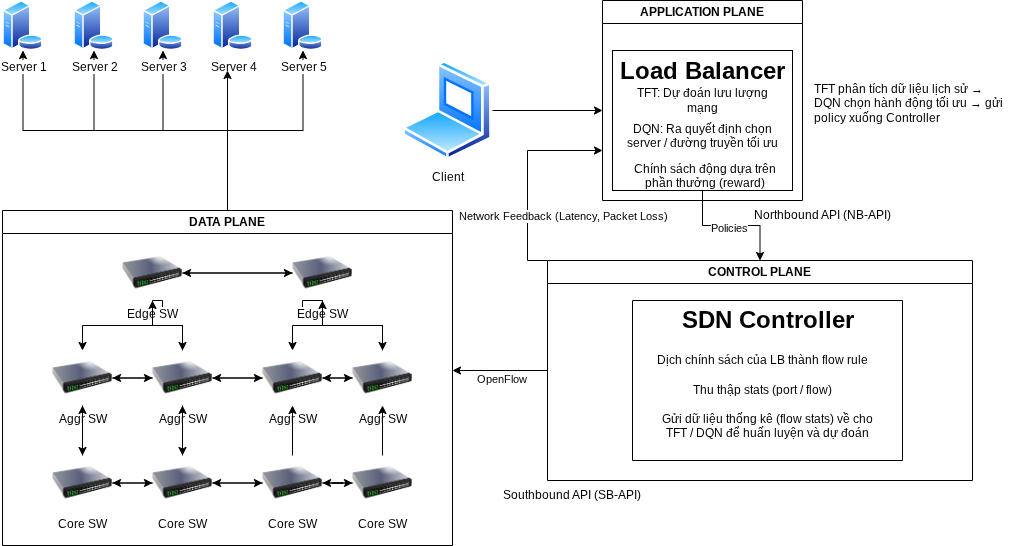 Server 1
Server 2
Server 3
Server 4
Server 5
Client
APPLICATION PLANE
Load Balancer
TFT: Dự đoán lưu lượng
mạng
DQN: Ra quyết định chọn
server / đường truyền tối ưu
Chính sách động dựa trên
phần thưởng (reward)
TFT phân tích dữ liệu lịch sử →
DQN chọn hành động tối ưu → gửi
policy xuống Controller
Network Feedback (Latency, Packet Loss)
Northbound API (NB-API)
Policies
DATA PLANE
Edge SW
Edge SW
Aggr SW
Aggr SW
Aggr SW
Aggr SW
Core SW
Core SW
Core SW
Core SW
OpenFlow
CONTROL PLANE
SDN Controller
Dịch chính sách của LB thành flow rule
Thu thập stats (port / flow)
Gửi dữ liệu thống kê (flow stats) về cho
TFT / DQN để huấn luyện và dự đoán
Southbound API (SB-API)